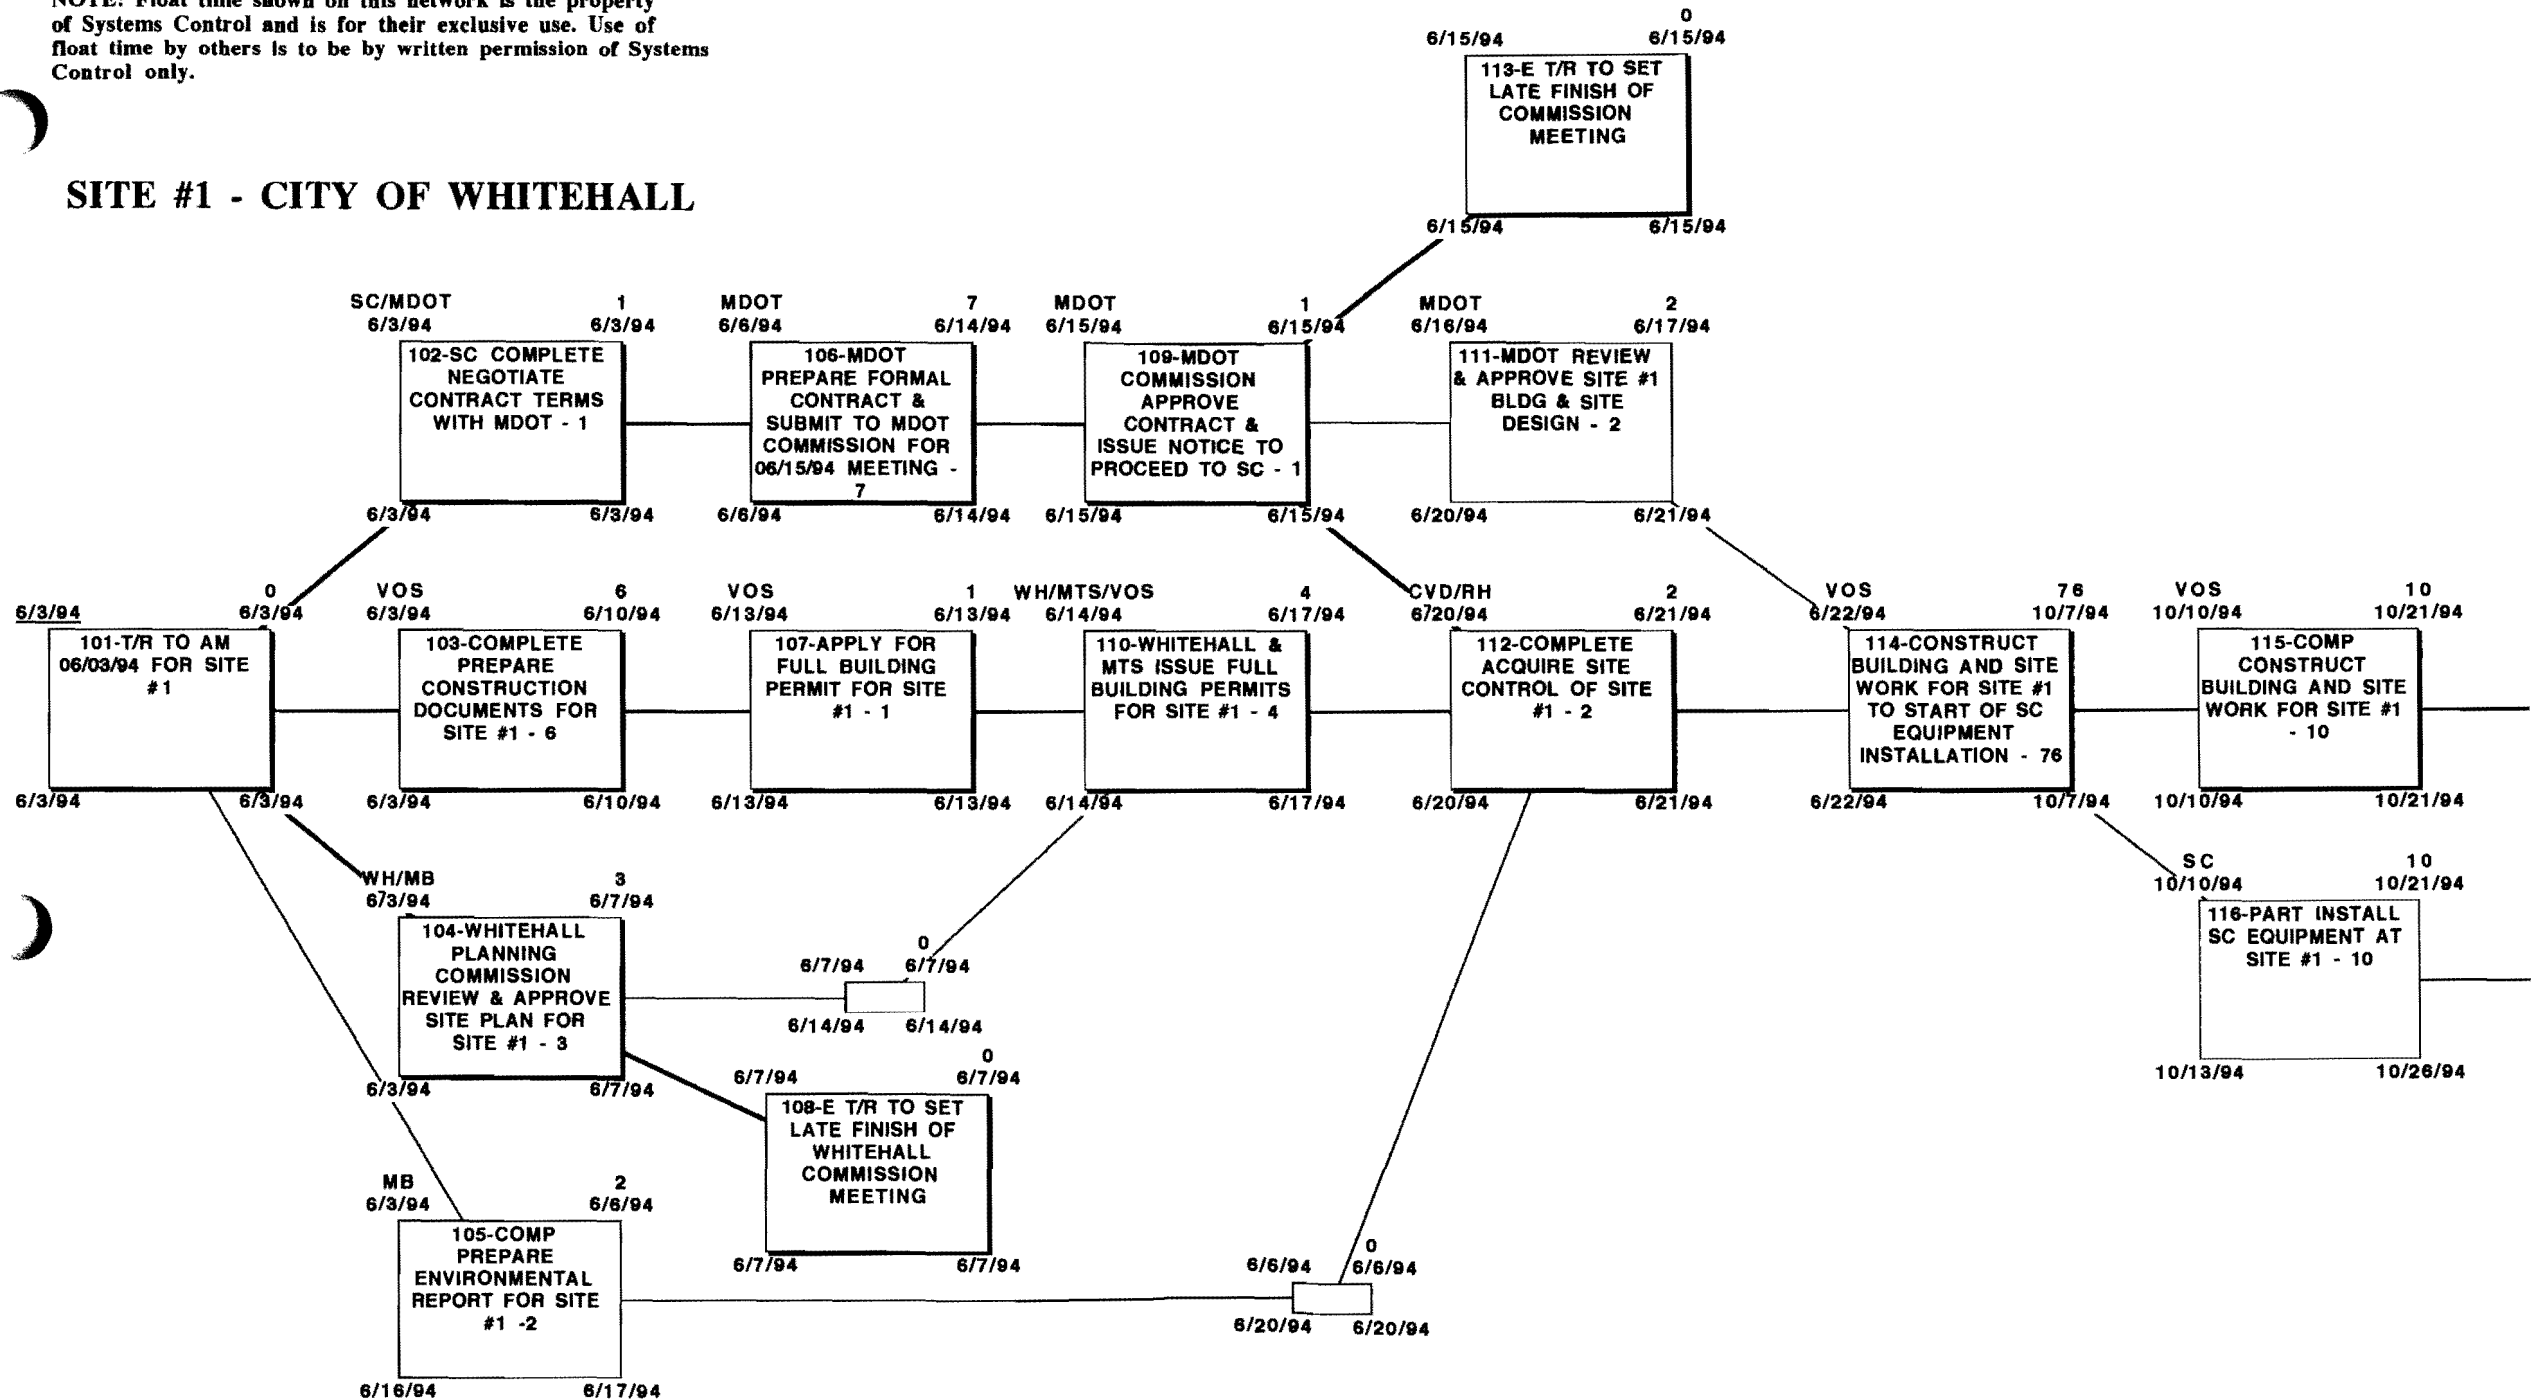 NOTE: Float time shown on this network is the property
of Systems Control and is for their exclusive use. Use of
float time by others is to be by written permission of Systems
Control only.
SITE #1 - CITY OF WHITEHALL
0
6/15/94 6/15/94
113-E T/R TO SET
LATE FINISH OF
COMMISSION
MEETING
6/15/94 6/15/94
SC/MDOT 1
6/3/94 6/3/94
102-SC COMPLETE
NEGOTIATE
CONTRACT TERMS
WITH MDOT - 1
6/3/94 6/3/94
MDOT 7
6/6/94 6/14/94
106-MDOT
PREPARE FORMAL
CONTRACT &
SUBMIT TO MDOT
COMMISSION FOR
06/15/94 MEETING -
7
6/6/94 6/14/94
MDOT 1
6/15/94 6/15/94
109-MDOT
COMMISSION
APPROVE
CONTRACT &
ISSUE NOTICE TO
PROCEED TO SC - 1
6/15/94 6/15/94
MDOT 2
6/16/94 6/17/94
111-MDOT REVIEW
& APPROVE SITE #1
BLDG & SITE
DESIGN - 2
6/20/94 6/21/94
0
6/3/94 6/3/94
101-T/R TO AM
06/03/94 FOR SITE
#1
6/3/94 6/3/94
VOS 6
6/3/94 6/10/94
103-COMPLETE
PREPARE
CONSTRUCTION
DOCUMENTS FOR
SITE #1 - 6
6/3/94 6/10/94
VOS 1
6/13/94 6/13/94
107-APPLY FOR
FULL BUILDING
PERMIT FOR SITE
#1 - 1
6/13/94 6/13/94
WH/MTS/VOS 4
6/14/94 6/17/94
110-WHITEHALL &
MTS ISSUE FULL
BUILDING PERMITS
FOR SITE #1 - 4
6/14/94 6/17/94
CVD/RH 2
6/20/94 6/21/94
112-COMPLETE
ACQUIRE SITE
CONTROL OF SITE
#1 - 2
6/20/94 6/21/94
VOS 76
6/22/94 10/7/94
114-CONSTRUCT
BUILDING AND SITE
WORK FOR SITE #1
TO START OF SC
EQUIPMENT
INSTALLATION - 76
6/22/94 10/7/94
VOS 10
10/10/94 10/21/94
115-COMP
CONSTRUCT
BUILDING AND SITE
WORK FOR SITE #1
- 10
10/10/94 10/21/94
WH/MB 3
6/3/94 6/7/94
104-WHITEHALL
PLANNING
COMMISSION
REVIEW & APPROVE
SITE PLAN FOR
SITE #1 - 3
6/3/94 6/7/94
0
6/7/94 6/7/94
6/14/94 6/14/94
SC 10
10/10/94 10/21/94
116-PART INSTALL
SC EQUIPMENT AT
SITE #1 - 10
10/13/94 10/26/94
0
6/7/94 6/7/94
108-E T/R TO SET
LATE FINISH OF
WHITEHALL
COMMISSION
MEETING
6/7/94 6/7/94
MB 2
6/3/94 6/6/94
105-COMP
PREPARE
ENVIRONMENTAL
REPORT FOR SITE
#1 -2
6/16/94 6/17/94
0
6/6/94 6/6/94
6/20/94 6/20/94